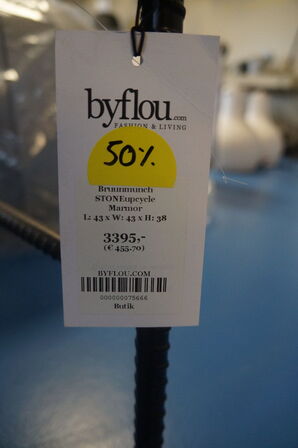 byflou.com
FASHION & LIVING
50%
Bruunmunch
STONEupcycle
Marmor
L: 43 x W: 43 x H: 38
3395,-
(€ 455.70)
BYFLOU.COM
000000075666
Butik